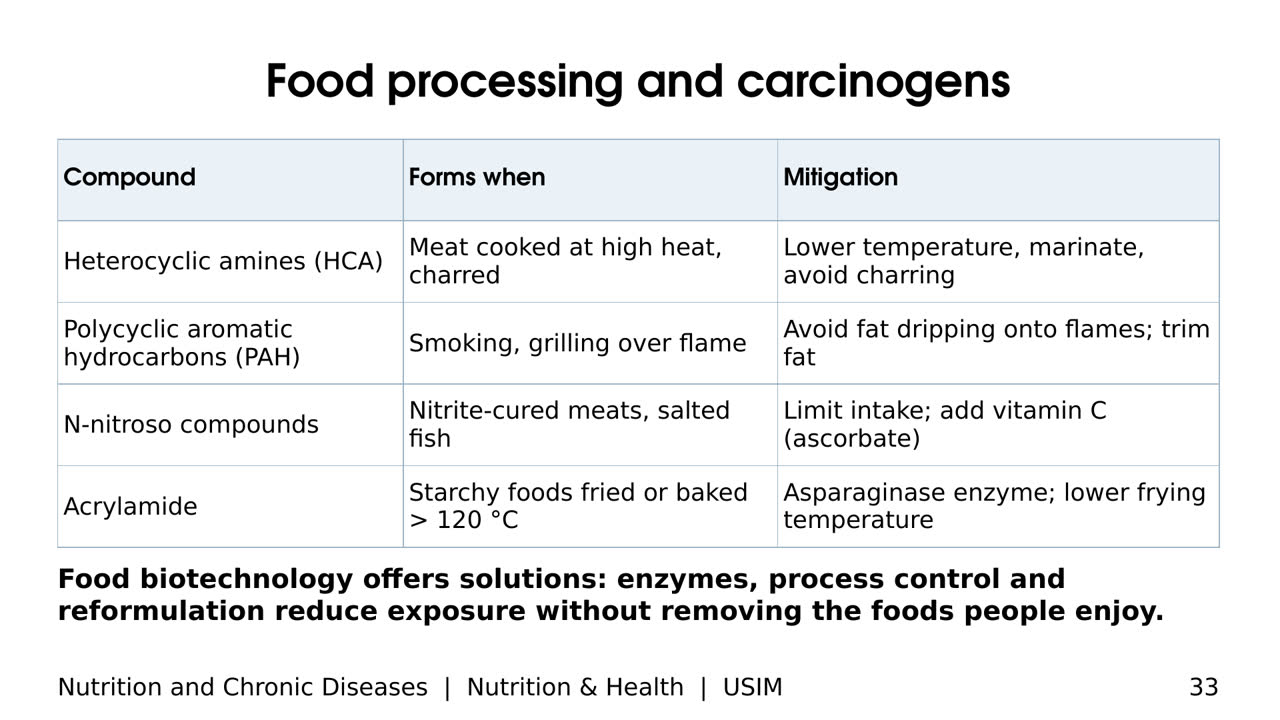 Food processing and carcinogens
Compound
Forms when
Mitigation
Heterocyclic amines (HCA)
Meat cooked at high heat,
charred
Lower temperature, marinate,
avoid charring
Polycyclic aromatic
hydrocarbons (PAH)
Smoking, grilling over flame
Avoid fat dripping onto flames; trim
fat
N-nitroso compounds
Nitrite-cured meats, salted
fish
Limit intake; add vitamin C
(ascorbate)
Acrylamide
Starchy foods fried or baked
> 120 °C
Asparaginase enzyme; lower frying
temperature
Food biotechnology offers solutions: enzymes, process control and
reformulation reduce exposure without removing the foods people enjoy.
Nutrition and Chronic Diseases | Nutrition & Health | USIM
33